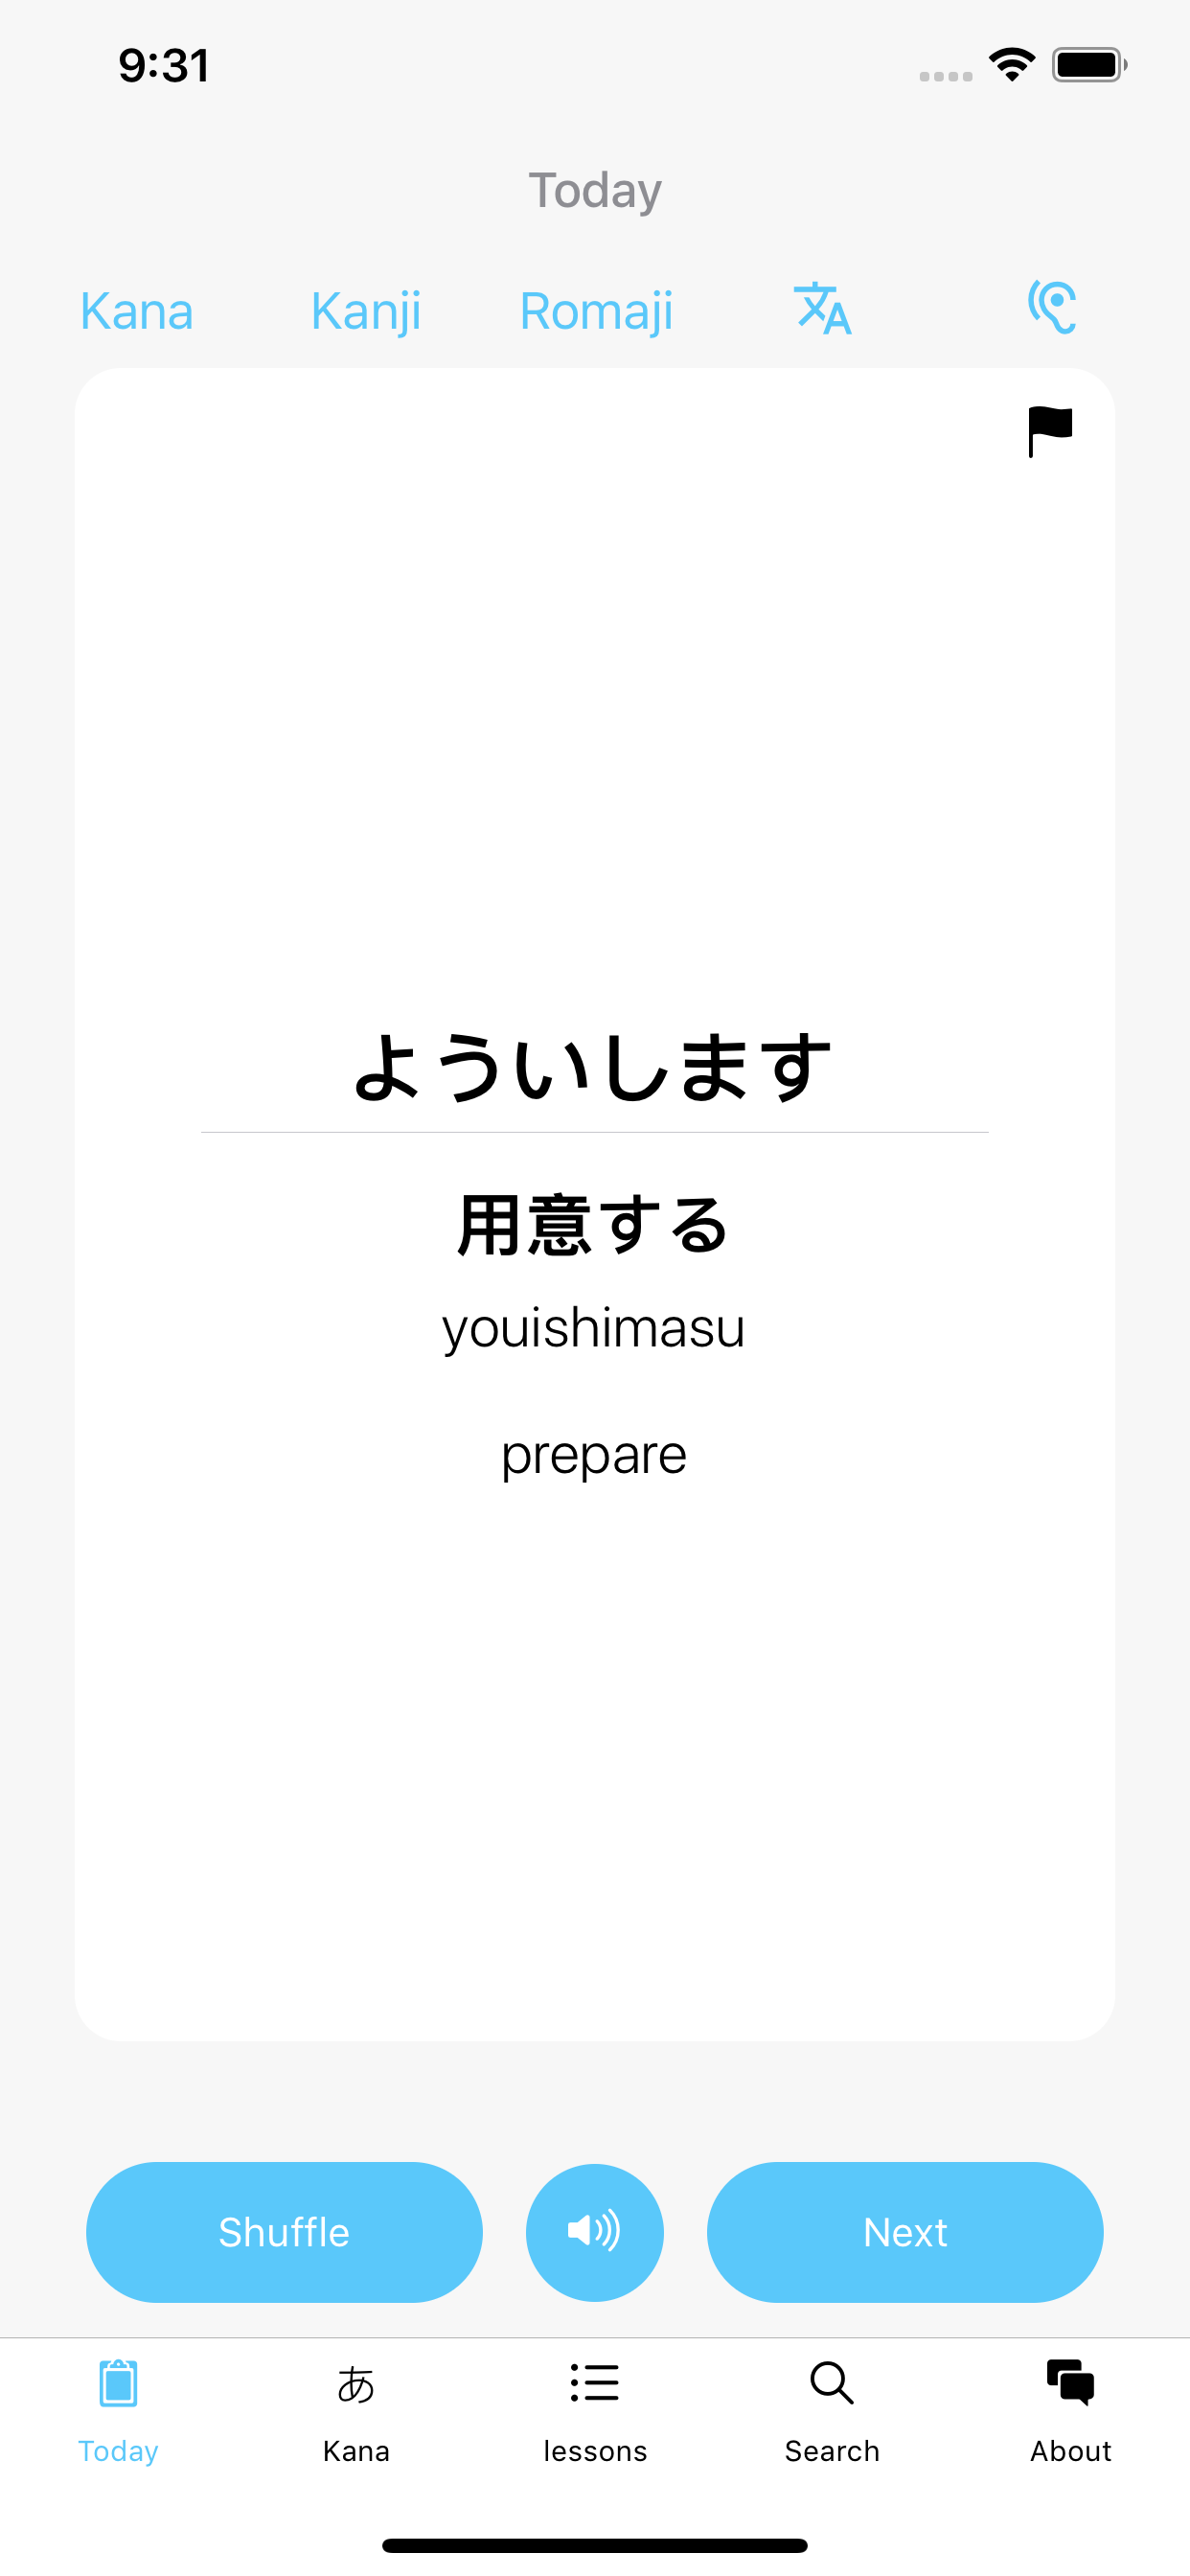 9:31
Today
Kana Kanji Romaji
よういします
用意する
youishimasu
prepare
Shuffle Next
あ
Today Kana lessons Search About